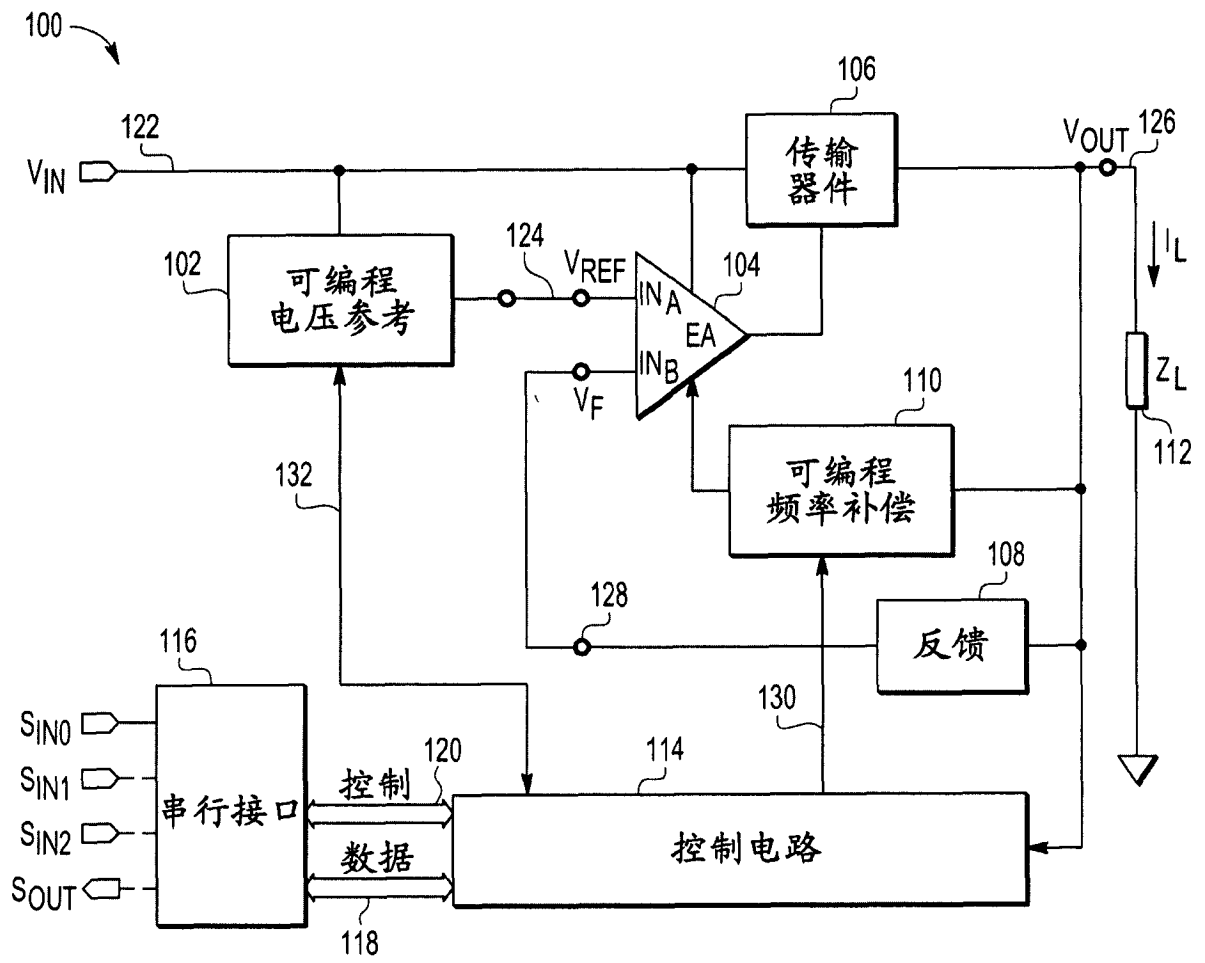 100
106
122
V_IN
传输
器件
V_OUT
126
102
可编程
电压参考
124
V_REF
104
IN_A
EA
IN_B
V_F
I_L
Z_L
112
110
可编程
频率补偿
132
108
反馈
128
130
116
S_IN0
S_IN1
S_IN2
S_OUT
串行接口
控制
120
数据
118
114
控制电路